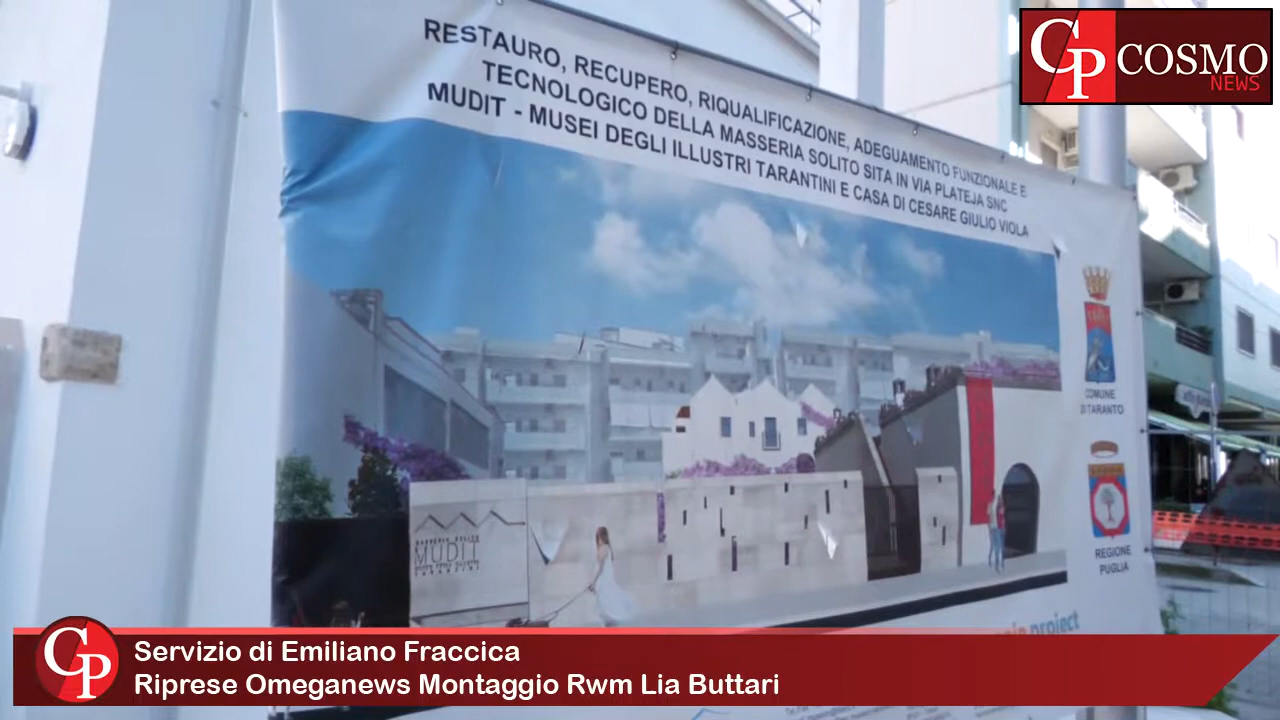 RESTAURO, RECUPERO, RIQUALIFICAZIONE, ADEGUAMENTO FUNZIONALE E
TECNOLOGICO DELLA MASSERIA SOLITO SITA IN VIA PLATEJA SNC
MUDIT - MUSEI DEGLI ILLUSTRI TARANTINI E CASA DI CESARE GIULIO VIOLA
CP COSMO
NEWS
COMUNE
DI TARANTO
REGIONE
PUGLIA
MUDIT
TARANTINI
project
CP
Servizio di Emiliano Fraccica
Riprese Omeganews Montaggio Rwm Lia Buttari